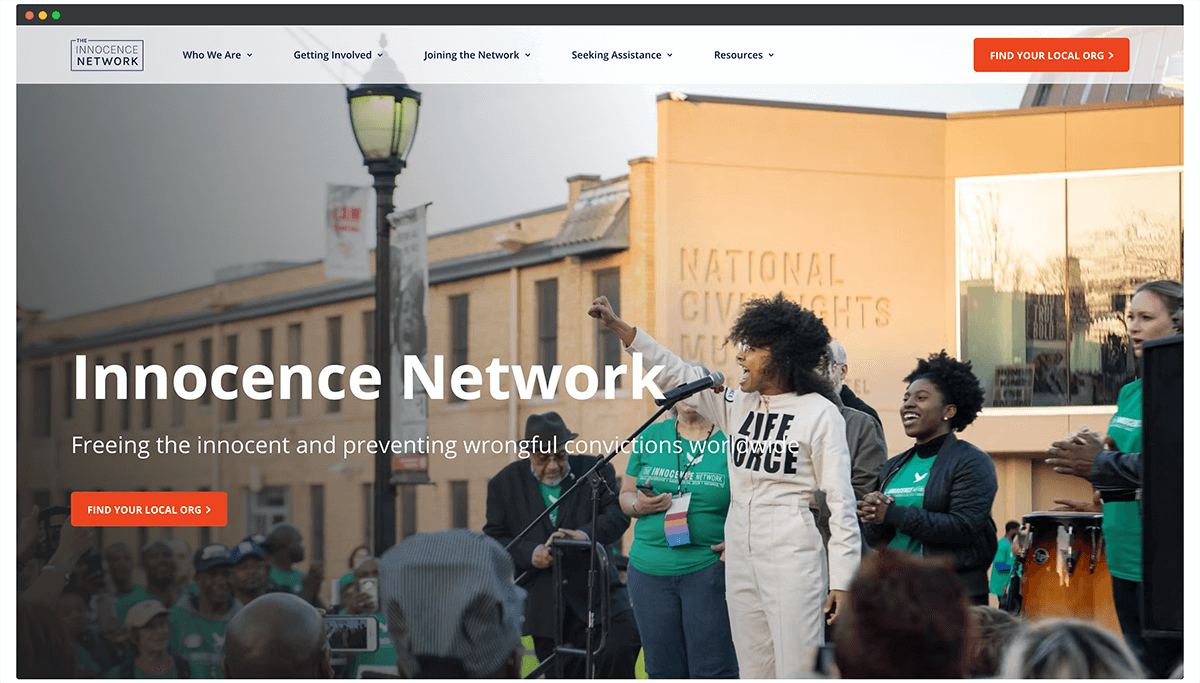 THE
INNOCENCE
NETWORK
Who We Are
Getting Involved
Joining the Network
Seeking Assistance
Resources
FIND YOUR LOCAL ORG
NATIONAL
CIVIL RIGHTS
Innocence Network
Freeing the innocent and preventing wrongful convictions worldwide
LIFE
FORCE
THE INNOCENCE NETWORK
INNOCENCE
FIND YOUR LOCAL ORG